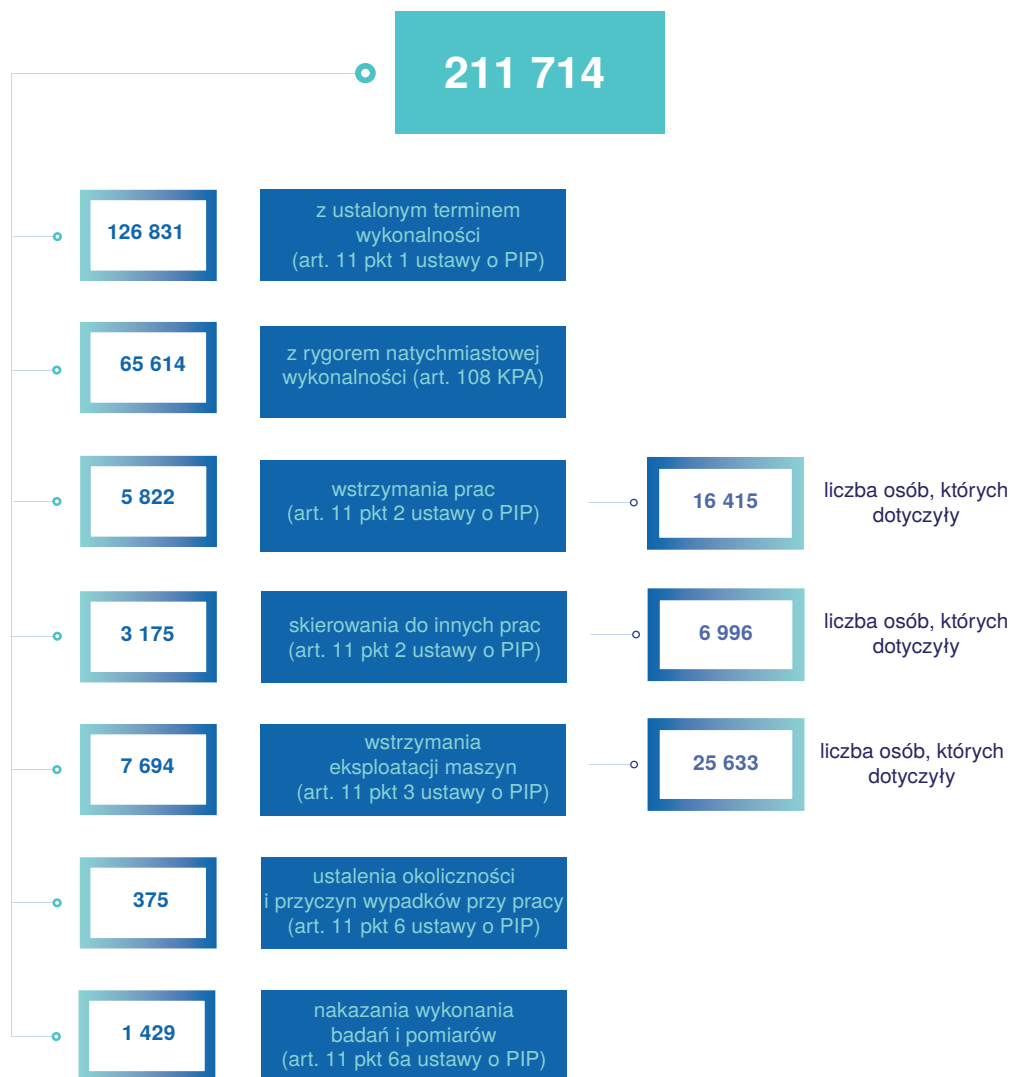 211 714
126 831
z ustalonym terminem
wykonalności
(art. 11 pkt 1 ustawy o PIP)
65 614
z rygorem natychmiastowej
wykonalności (art. 108 KPA)
5 822
wstrzymania prac
(art. 11 pkt 2 ustawy o PIP)
16 415
liczba osób, których
dotyczyły
3 175
skierowania do innych prac
(art. 11 pkt 2 ustawy o PIP)
6 996
liczba osób, których
dotyczyły
7 694
wstrzymania
eksploatacji maszyn
(art. 11 pkt 3 ustawy o PIP)
25 633
liczba osób, których
dotyczyły
375
ustalenia okoliczności
i przyczyn wypadków przy pracy
(art. 11 pkt 6 ustawy o PIP)
1 429
nakazania wykonania
badań i pomiarów
(art. 11 pkt 6a ustawy o PIP)